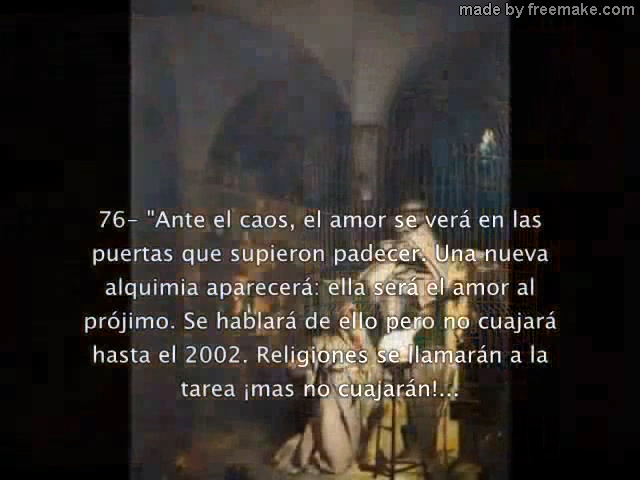 made by freemake.com
76- "Ante el caos, el amor se verá en las
puertas que supieron padecer. Una nueva
alquimia aparecerá: ella será el amor al
prójimo. Se hablará de ello pero no cuajará
hasta el 2002. Religiones se llamarán a la
tarea ¡mas no cuajarán!...